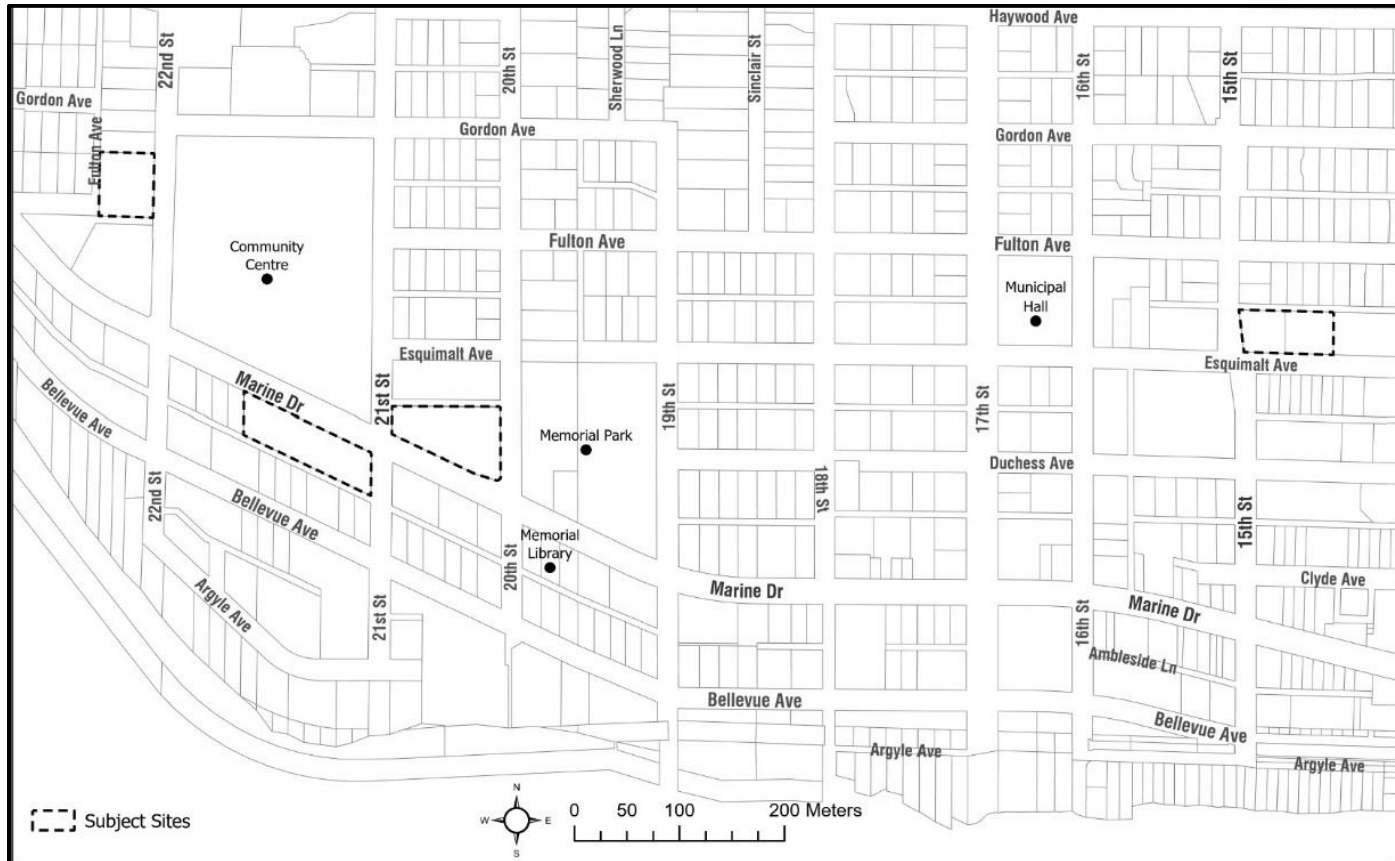 Haywood Ave
22nd St
20th St
Sherwood Ln
Sinclair St
16th St
15th St
Gordon Ave
Gordon Ave
Gordon Ave
Fulton Ave
Fulton Ave
Fulton Ave
Community
Centre
Municipal
Hall
Esquimalt Ave
Esquimalt Ave
Marine Dr
21st St
19th St
17th St
Bellevue Ave
Memorial Park
Duchess Ave
18th St
22nd St
Bellevue Ave
15th St
20th St
Memorial
Library
Clyde Ave
Marine Dr
Marine Dr
Argyle Ave
21st St
16th St
Ambleside Ln
Bellevue Ave
Bellevue Ave
Argyle Ave
Argyle Ave
Subject Sites
N
W
E
S
0 50 100 200 Meters